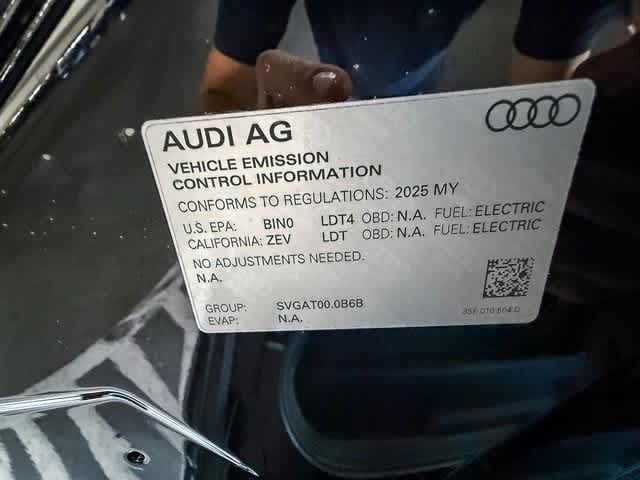 AUDI AG
VEHICLE EMISSION
CONTROL INFORMATION
CONFORMS TO REGULATIONS: 2025 MY
U.S. EPA: BIN0 LDT4 OBD: N.A. FUEL: ELECTRIC
CALIFORNIA: ZEV LDT OBD: N.A. FUEL: ELECTRIC
NO ADJUSTMENTS NEEDED.
N.A.
GROUP: SVGAT00.0B6B
EVAP: N.A.